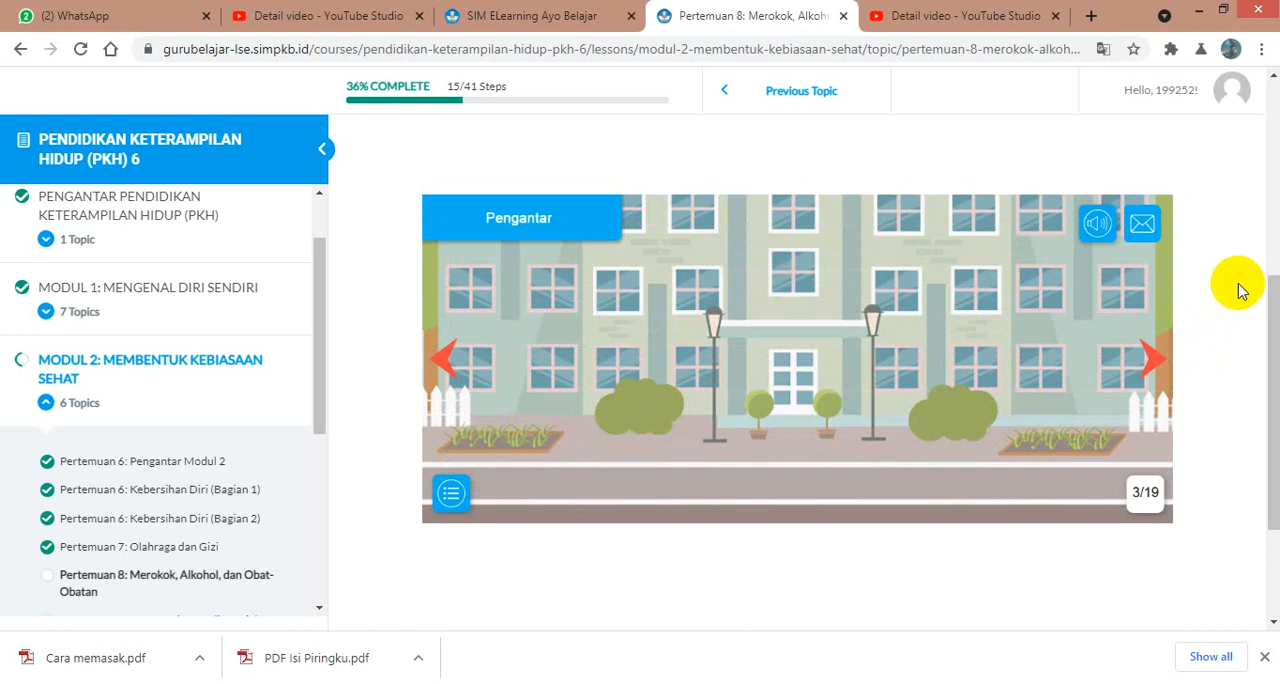 (2) WhatsApp
Detail video - YouTube Studio
SIM ELearning Ayo Belajar
Pertemuan 8: Merokok, Alkoho
Detail video - YouTube Studio
gurubelajar-lse.simpkb.id/courses/pendidikan-keterampilan-hidup-pkh-6/lessons/modul-2-membentuk-kebiasaan-sehat/topic/pertemuan-8-merokok-alkoh...
36% COMPLETE 15/41 Steps
Previous Topic
Hello, 199252!
PENDIDIKAN KETERAMPILAN
HIDUP (PKH) 6
PENGANTAR PENDIDIKAN
KETERAMPILAN HIDUP (PKH)
1 Topic
MODUL 1: MENGENAL DIRI SENDIRI
7 Topics
MODUL 2: MEMBENTUK KEBIASAAN
SEHAT
6 Topics
Pertemuan 6: Pengantar Modul 2
Pertemuan 6: Kebersihan Diri (Bagian 1)
Pertemuan 6: Kebersihan Diri (Bagian 2)
Pertemuan 7: Olahraga dan Gizi
Pertemuan 8: Merokok, Alkohol, dan Obat-
Obatan
Pengantar
3/19
Cara memasak.pdf
PDF Isi Piringku.pdf
Show all